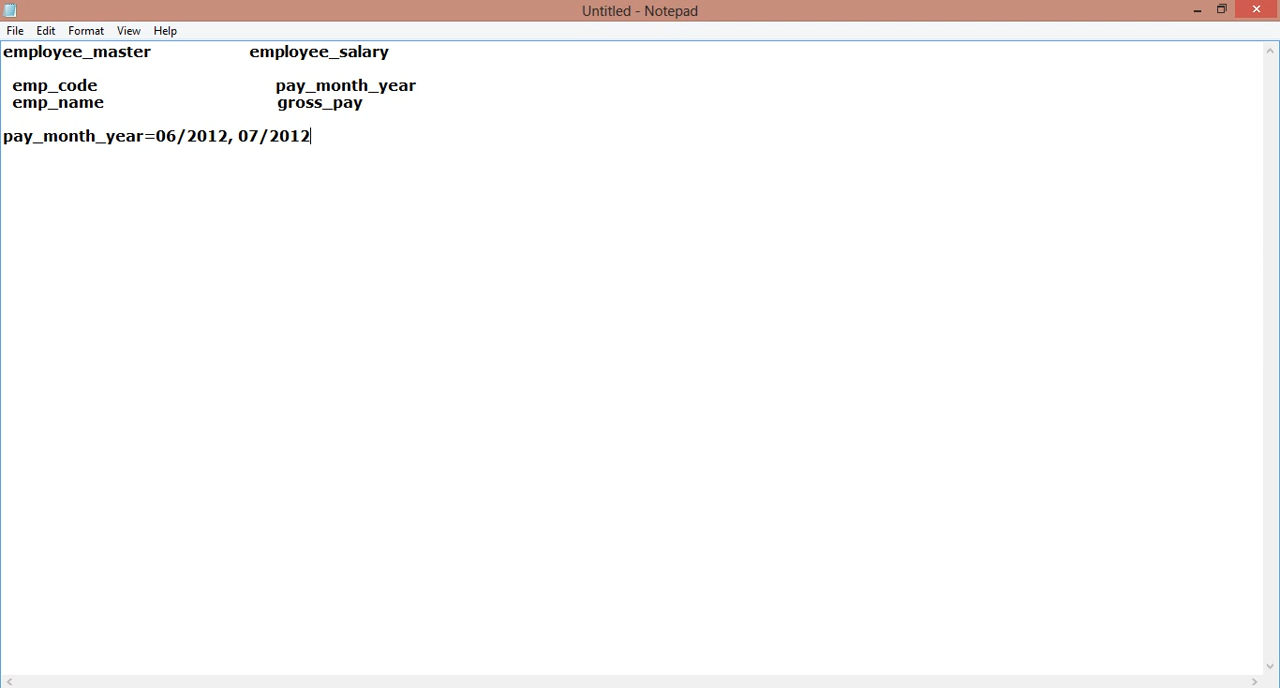 Untitled - Notepad
File Edit Format View Help
employee_master employee_salary
emp_code pay_month_year
emp_name gross_pay
pay_month_year=06/2012, 07/2012